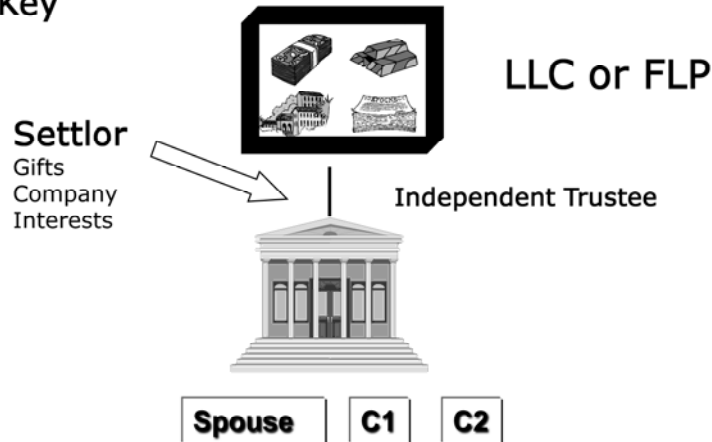 Key
LLC or FLP
Settlor
Gifts
Company
Interests
Independent Trustee
Spouse
C1
C2